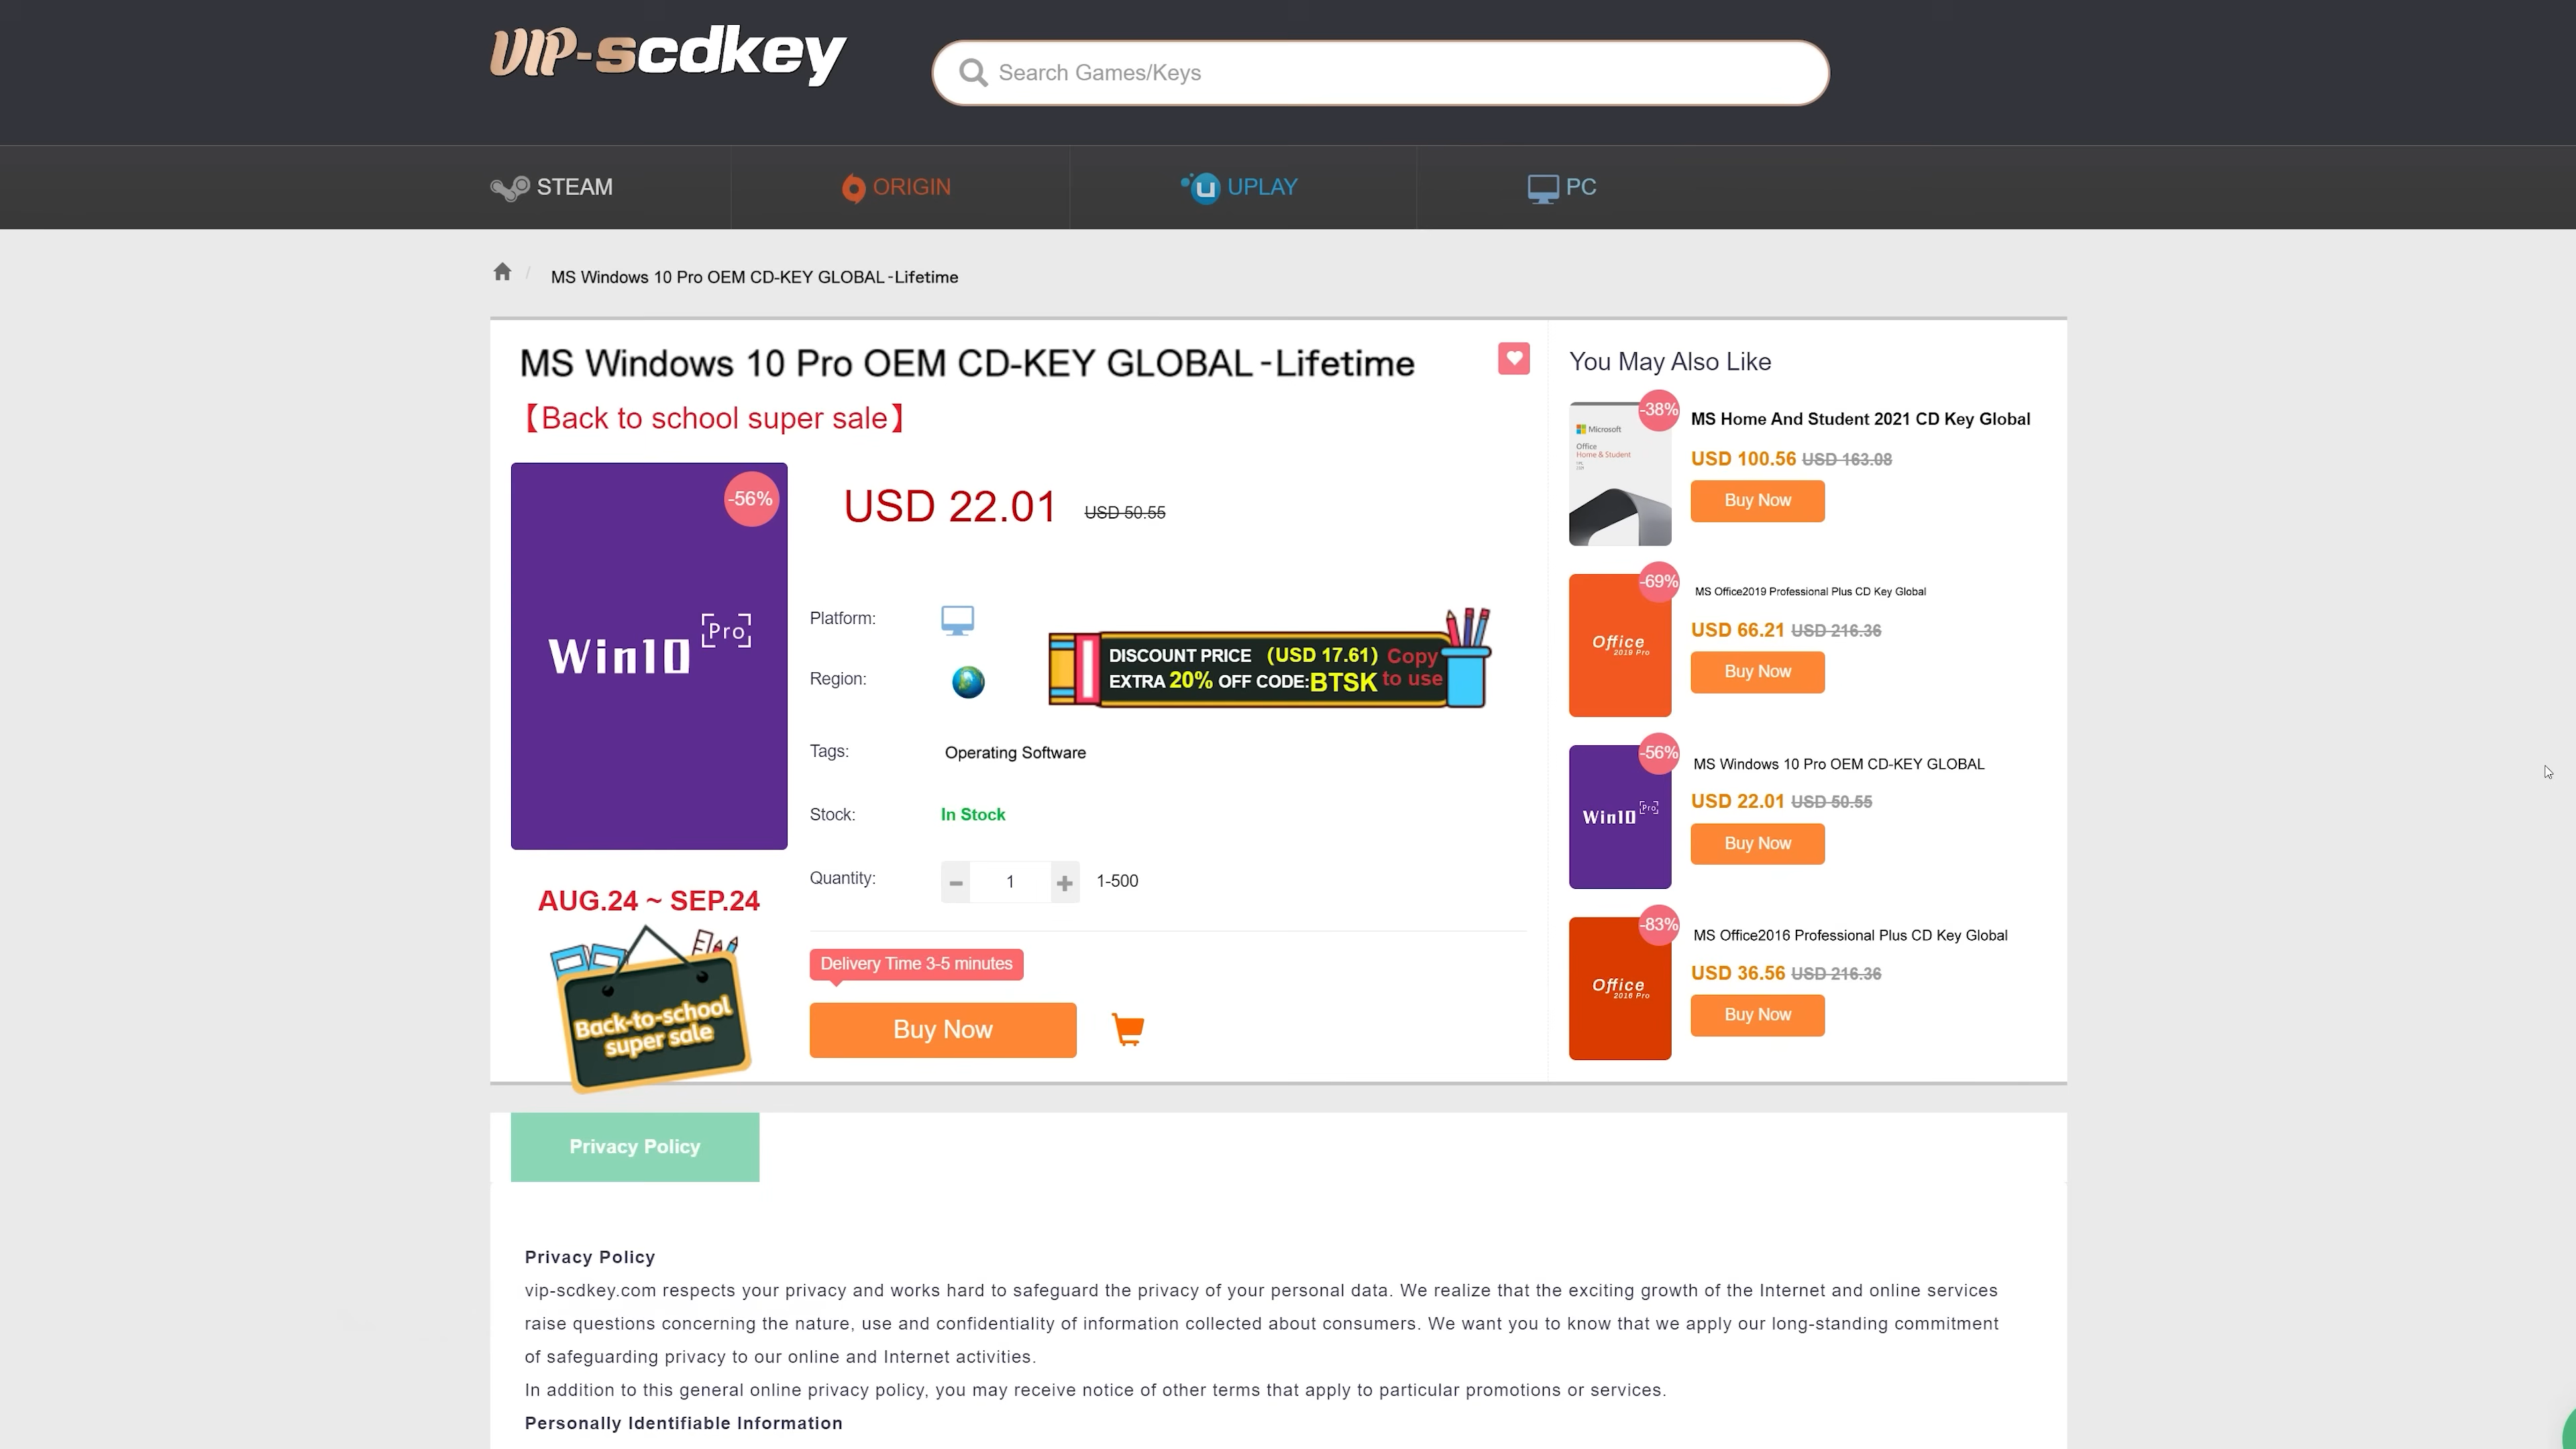 VIP-scdkey
Search Games/Keys
STEAM
ORIGIN
UPLAY
PC
/ MS Windows 10 Pro OEM CD-KEY GLOBAL -Lifetime
MS Windows 10 Pro OEM CD-KEY GLOBAL -Lifetime
【Back to school super sale】
-56%
Win10 [Pro]
USD 22.01 USD 50.55
Platform:
Region:
DISCOUNT PRICE (USD 17.61) Copy
EXTRA 20% OFF CODE:BTSK to use
Tags: Operating Software
Stock: In Stock
Quantity: 1 1-500
AUG.24 ~ SEP.24
Back-to-school
super sale
Delivery Time 3-5 minutes
Buy Now
You May Also Like
-38%
Microsoft
Office
Home & Student
MS Home And Student 2021 CD Key Global
USD 100.56 USD 163.08
Buy Now
-69%
Office
2019 Pro
MS Office2019 Professional Plus CD Key Global
USD 66.21 USD 216.36
Buy Now
-56%
Win10 [Pro]
MS Windows 10 Pro OEM CD-KEY GLOBAL
USD 22.01 USD 50.55
Buy Now
-83%
Office
2016 Pro
MS Office2016 Professional Plus CD Key Global
USD 36.56 USD 216.36
Buy Now
Privacy Policy
Privacy Policy
vip-scdkey.com respects your privacy and works hard to safeguard the privacy of your personal data. We realize that the exciting growth of the Internet and online services
raise questions concerning the nature, use and confidentiality of information collected about consumers. We want you to know that we apply our long-standing commitment
of safeguarding privacy to our online and Internet activities.
In addition to this general online privacy policy, you may receive notice of other terms that apply to particular promotions or services.
Personally Identifiable Information